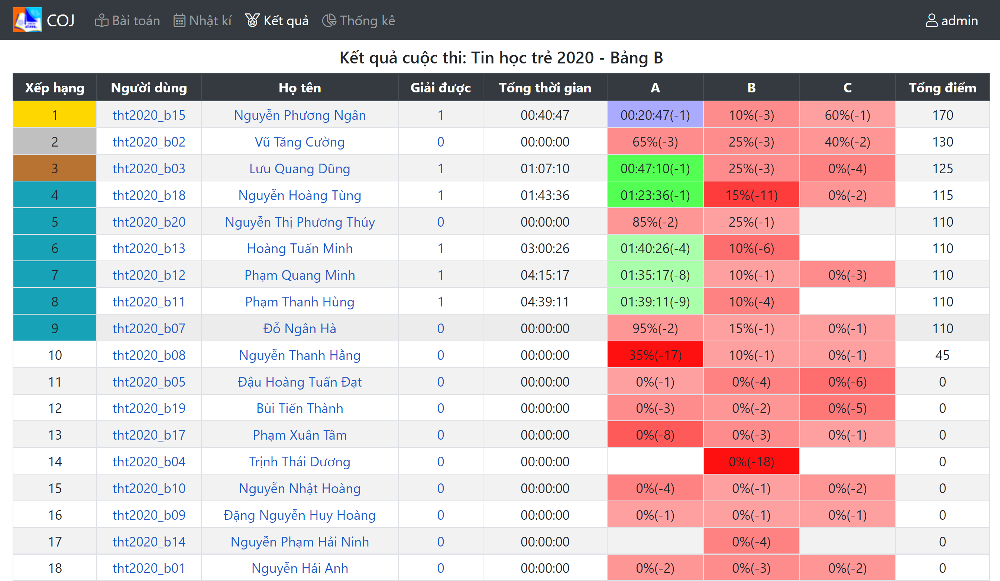 COJ Bài toán Nhật kí Kết quả Thống kê admin
Kết quả cuộc thi: Tin học trẻ 2020 - Bảng B
Xếp hạng Người dùng Họ tên Giải được Tổng thời gian A B C Tổng điểm
1 tht2020_b15 Nguyễn Phương Ngân 1 00:40:47 00:20:47(-1) 10%(-3) 60%(-1) 170
2 tht2020_b02 Vũ Tăng Cường 0 00:00:00 65%(-3) 25%(-3) 40%(-2) 130
3 tht2020_b03 Lưu Quang Dũng 1 01:07:10 00:47:10(-1) 25%(-3) 0%(-4) 125
4 tht2020_b18 Nguyễn Hoàng Tùng 1 01:43:36 01:23:36(-1) 15%(-11) 0%(-2) 115
5 tht2020_b20 Nguyễn Thị Phương Thúy 0 00:00:00 85%(-2) 25%(-1) 110
6 tht2020_b13 Hoàng Tuấn Minh 1 03:00:26 01:40:26(-4) 10%(-6) 110
7 tht2020_b12 Phạm Quang Minh 1 04:15:17 01:35:17(-8) 10%(-1) 0%(-3) 110
8 tht2020_b11 Phạm Thanh Hùng 1 04:39:11 01:39:11(-9) 10%(-4) 110
9 tht2020_b07 Đỗ Ngân Hà 0 00:00:00 95%(-2) 15%(-1) 0%(-1) 110
10 tht2020_b08 Nguyễn Thanh Hằng 0 00:00:00 35%(-17) 10%(-1) 0%(-1) 45
11 tht2020_b05 Đậu Hoàng Tuấn Đạt 0 00:00:00 0%(-1) 0%(-4) 0%(-6) 0
12 tht2020_b19 Bùi Tiến Thành 0 00:00:00 0%(-3) 0%(-2) 0%(-5) 0
13 tht2020_b17 Phạm Xuân Tâm 0 00:00:00 0%(-8) 0%(-3) 0%(-1) 0
14 tht2020_b04 Trịnh Thái Dương 0 00:00:00 0%(-18) 0
15 tht2020_b10 Nguyễn Nhật Hoàng 0 00:00:00 0%(-4) 0%(-1) 0%(-2) 0
16 tht2020_b09 Đặng Nguyễn Huy Hoàng 0 00:00:00 0%(-1) 0%(-1) 0%(-1) 0
17 tht2020_b14 Nguyễn Phạm Hải Ninh 0 00:00:00 0%(-4) 0
18 tht2020_b01 Nguyễn Hải Anh 0 00:00:00 0%(-2) 0%(-3) 0%(-2) 0